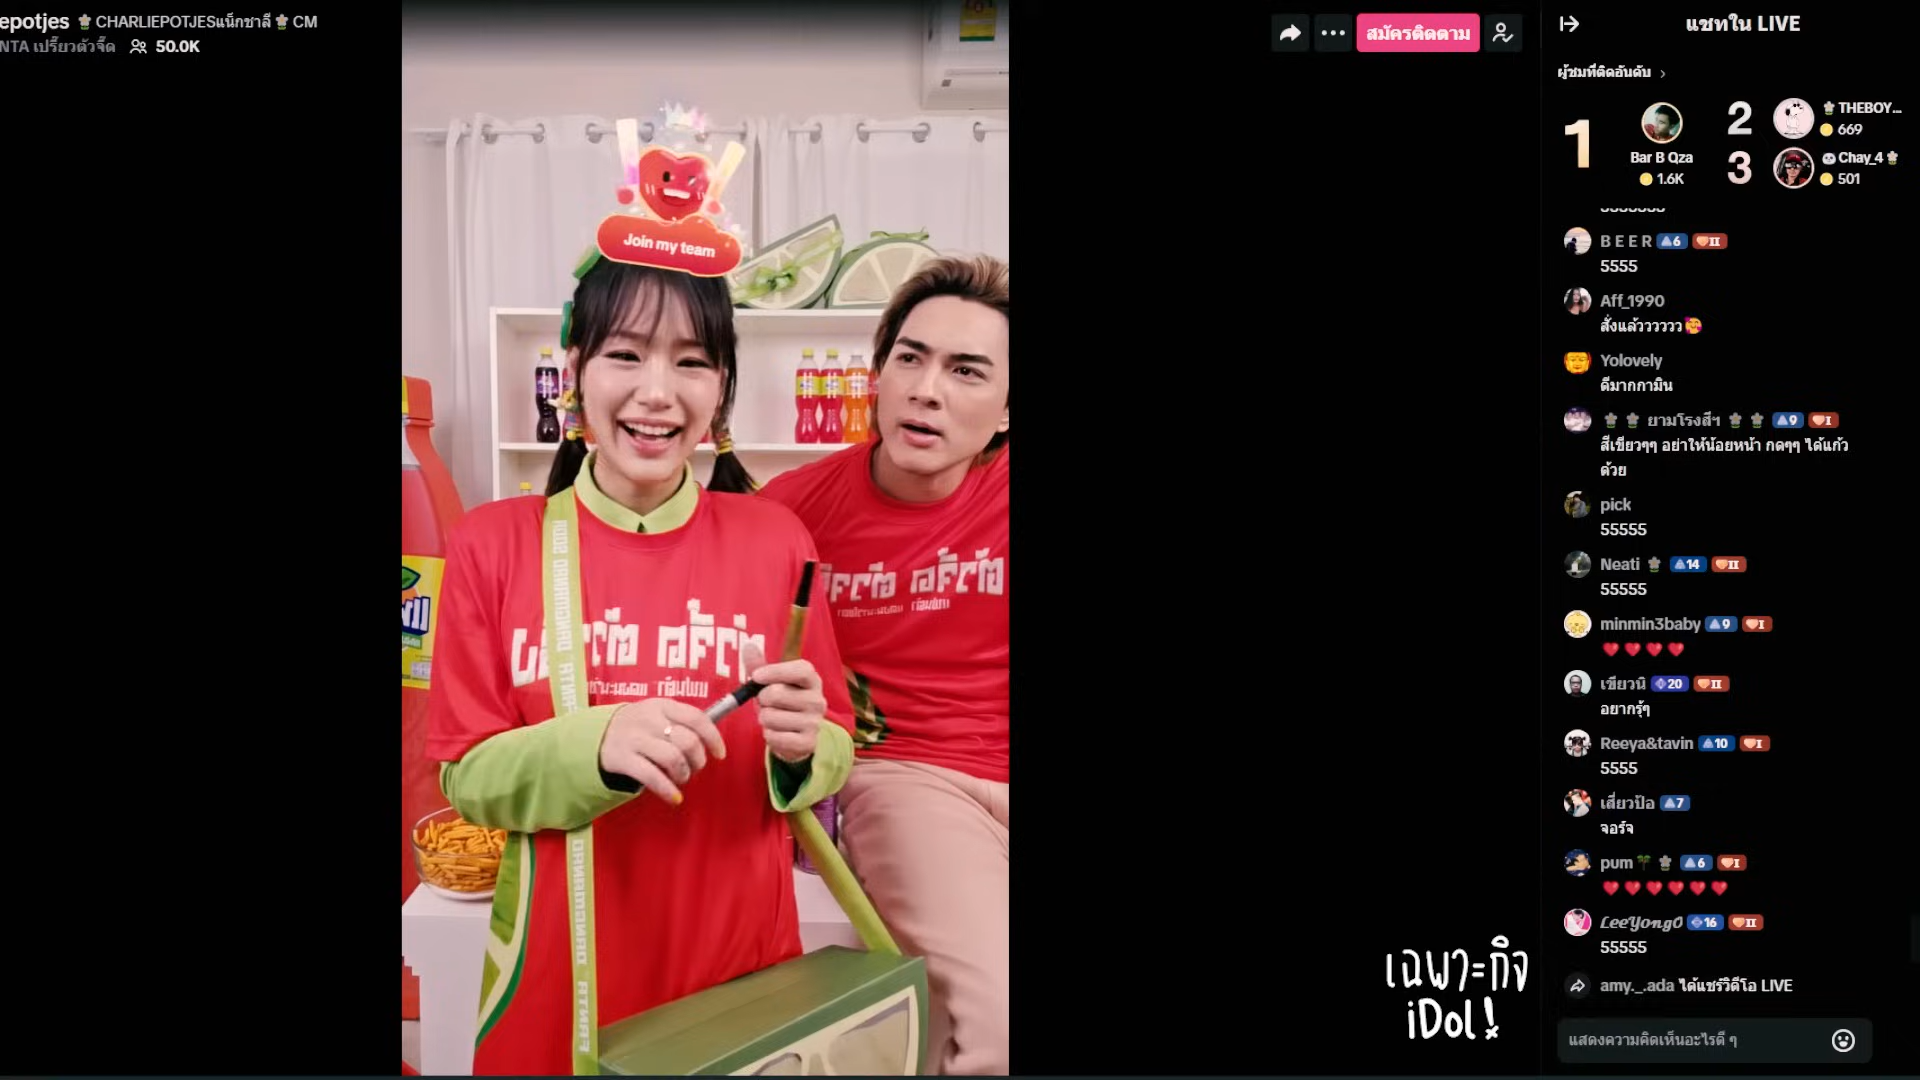 epotjes CHARLIEPOTJESแน็กชาลี CM
NTA เปรี้ยวตัวจี๊ด 50.0K
สมัครติดตาม
แชทใน LIVE
ผู้ชมที่ติดอันดับ
1
Bar B Qza
1.6K
2
THEBOY...
669
3
Chay_4
501
B E E R 6 II
5555
Aff_1990
สั่งแล้วววววว
Yolovely
ดีมากกามิน
ยามโรงสีฯ 9 I
สีเขียวๆๆ อย่าให้น้อยหน้า กดๆๆ ได้แก้ว
ด้วย
pick
55555
Neati 14 II
55555
minmin3baby 9 I
เขียวนิ 20 II
อยากรุ้ๆ
Reeya&tavin 10 I
5555
เสี่ยวป้อ 7
จอร์จ
pum 6 I
LeeYong0 16 II
55555
amy._.ada ได้แชร์วิดีโอ LIVE
แสดงความคิดเห็นอะไรดี ๆ
Join my team
เฉพาะกิจ
iDol!